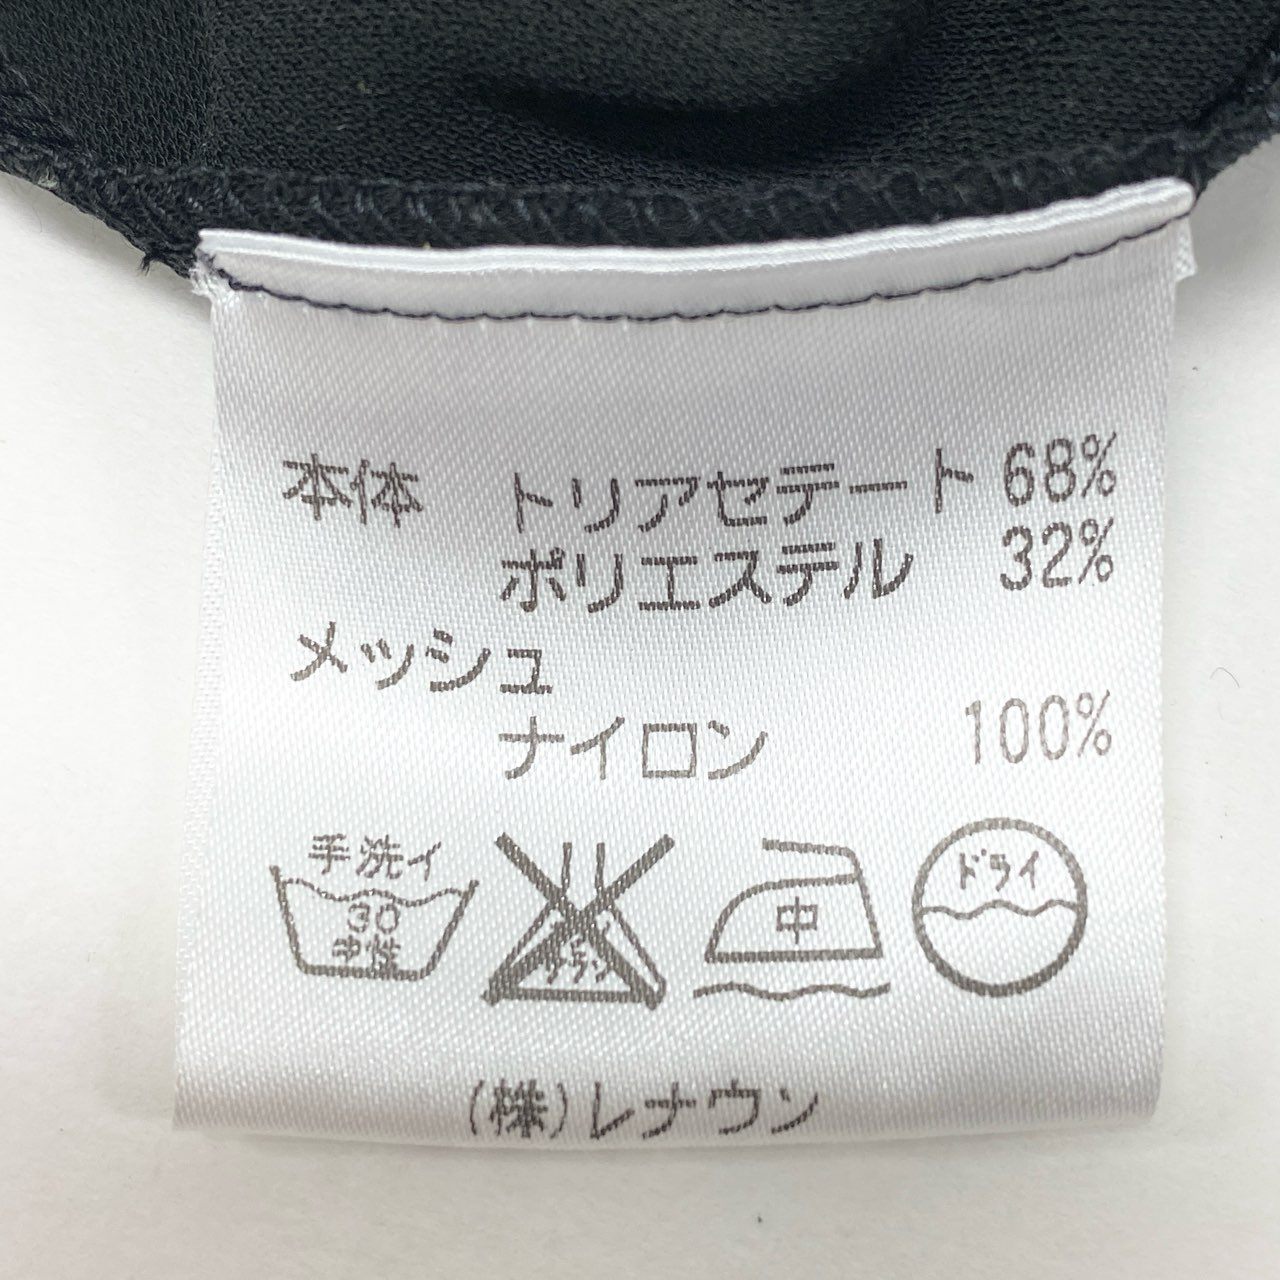 本体 トリアセテート 68%
ポリエステル 32%
メッシュ
ナイロン 100%
手洗イ
30
中性
中
ドライ
(株)レナウン